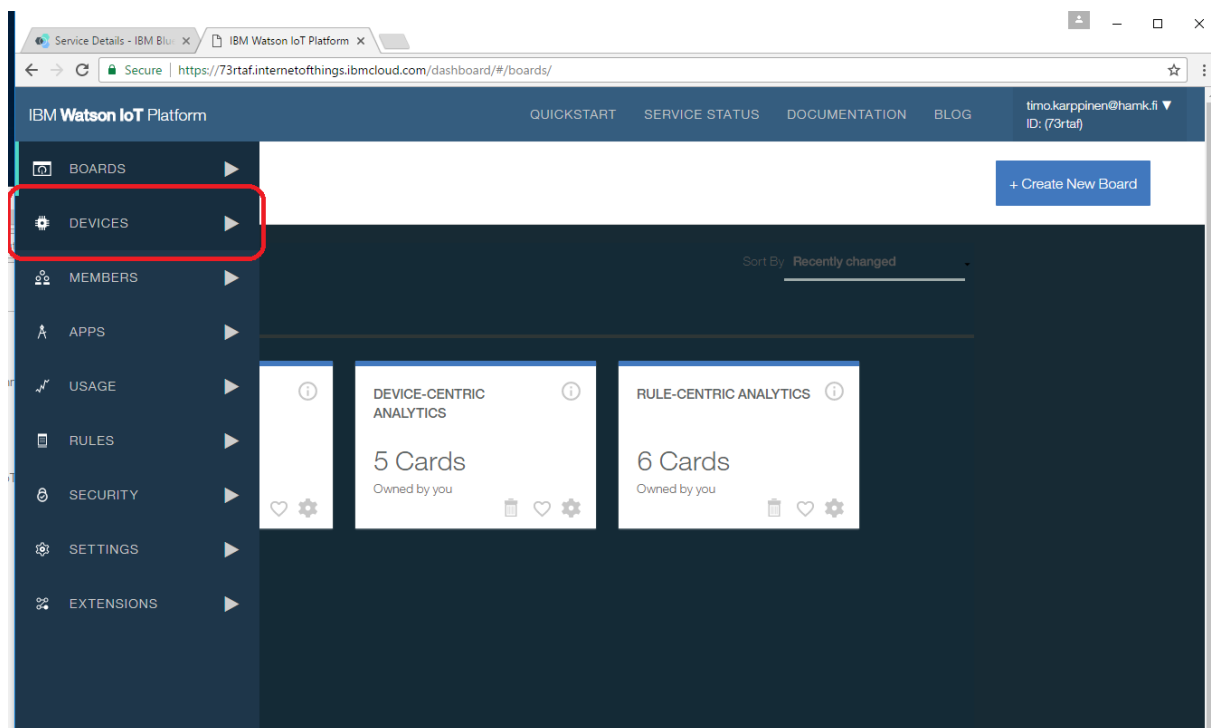 Service Details - IBM Blu
IBM Watson IoT Platform
Secure | https://73rtaf.internetofthings.ibmcloud.com/dashboard/#/boards/
IBM Watson IoT Platform
QUICKSTART
SERVICE STATUS
DOCUMENTATION
BLOG
timo.karppinen@hamk.fi ▼
ID: (73rtaf)
BOARDS
+ Create New Board
DEVICES
Sort By Recently changed
MEMBERS
APPS
USAGE
RULES
SECURITY
SETTINGS
EXTENSIONS
DEVICE-CENTRIC
ANALYTICS
5 Cards
Owned by you
RULE-CENTRIC ANALYTICS
6 Cards
Owned by you